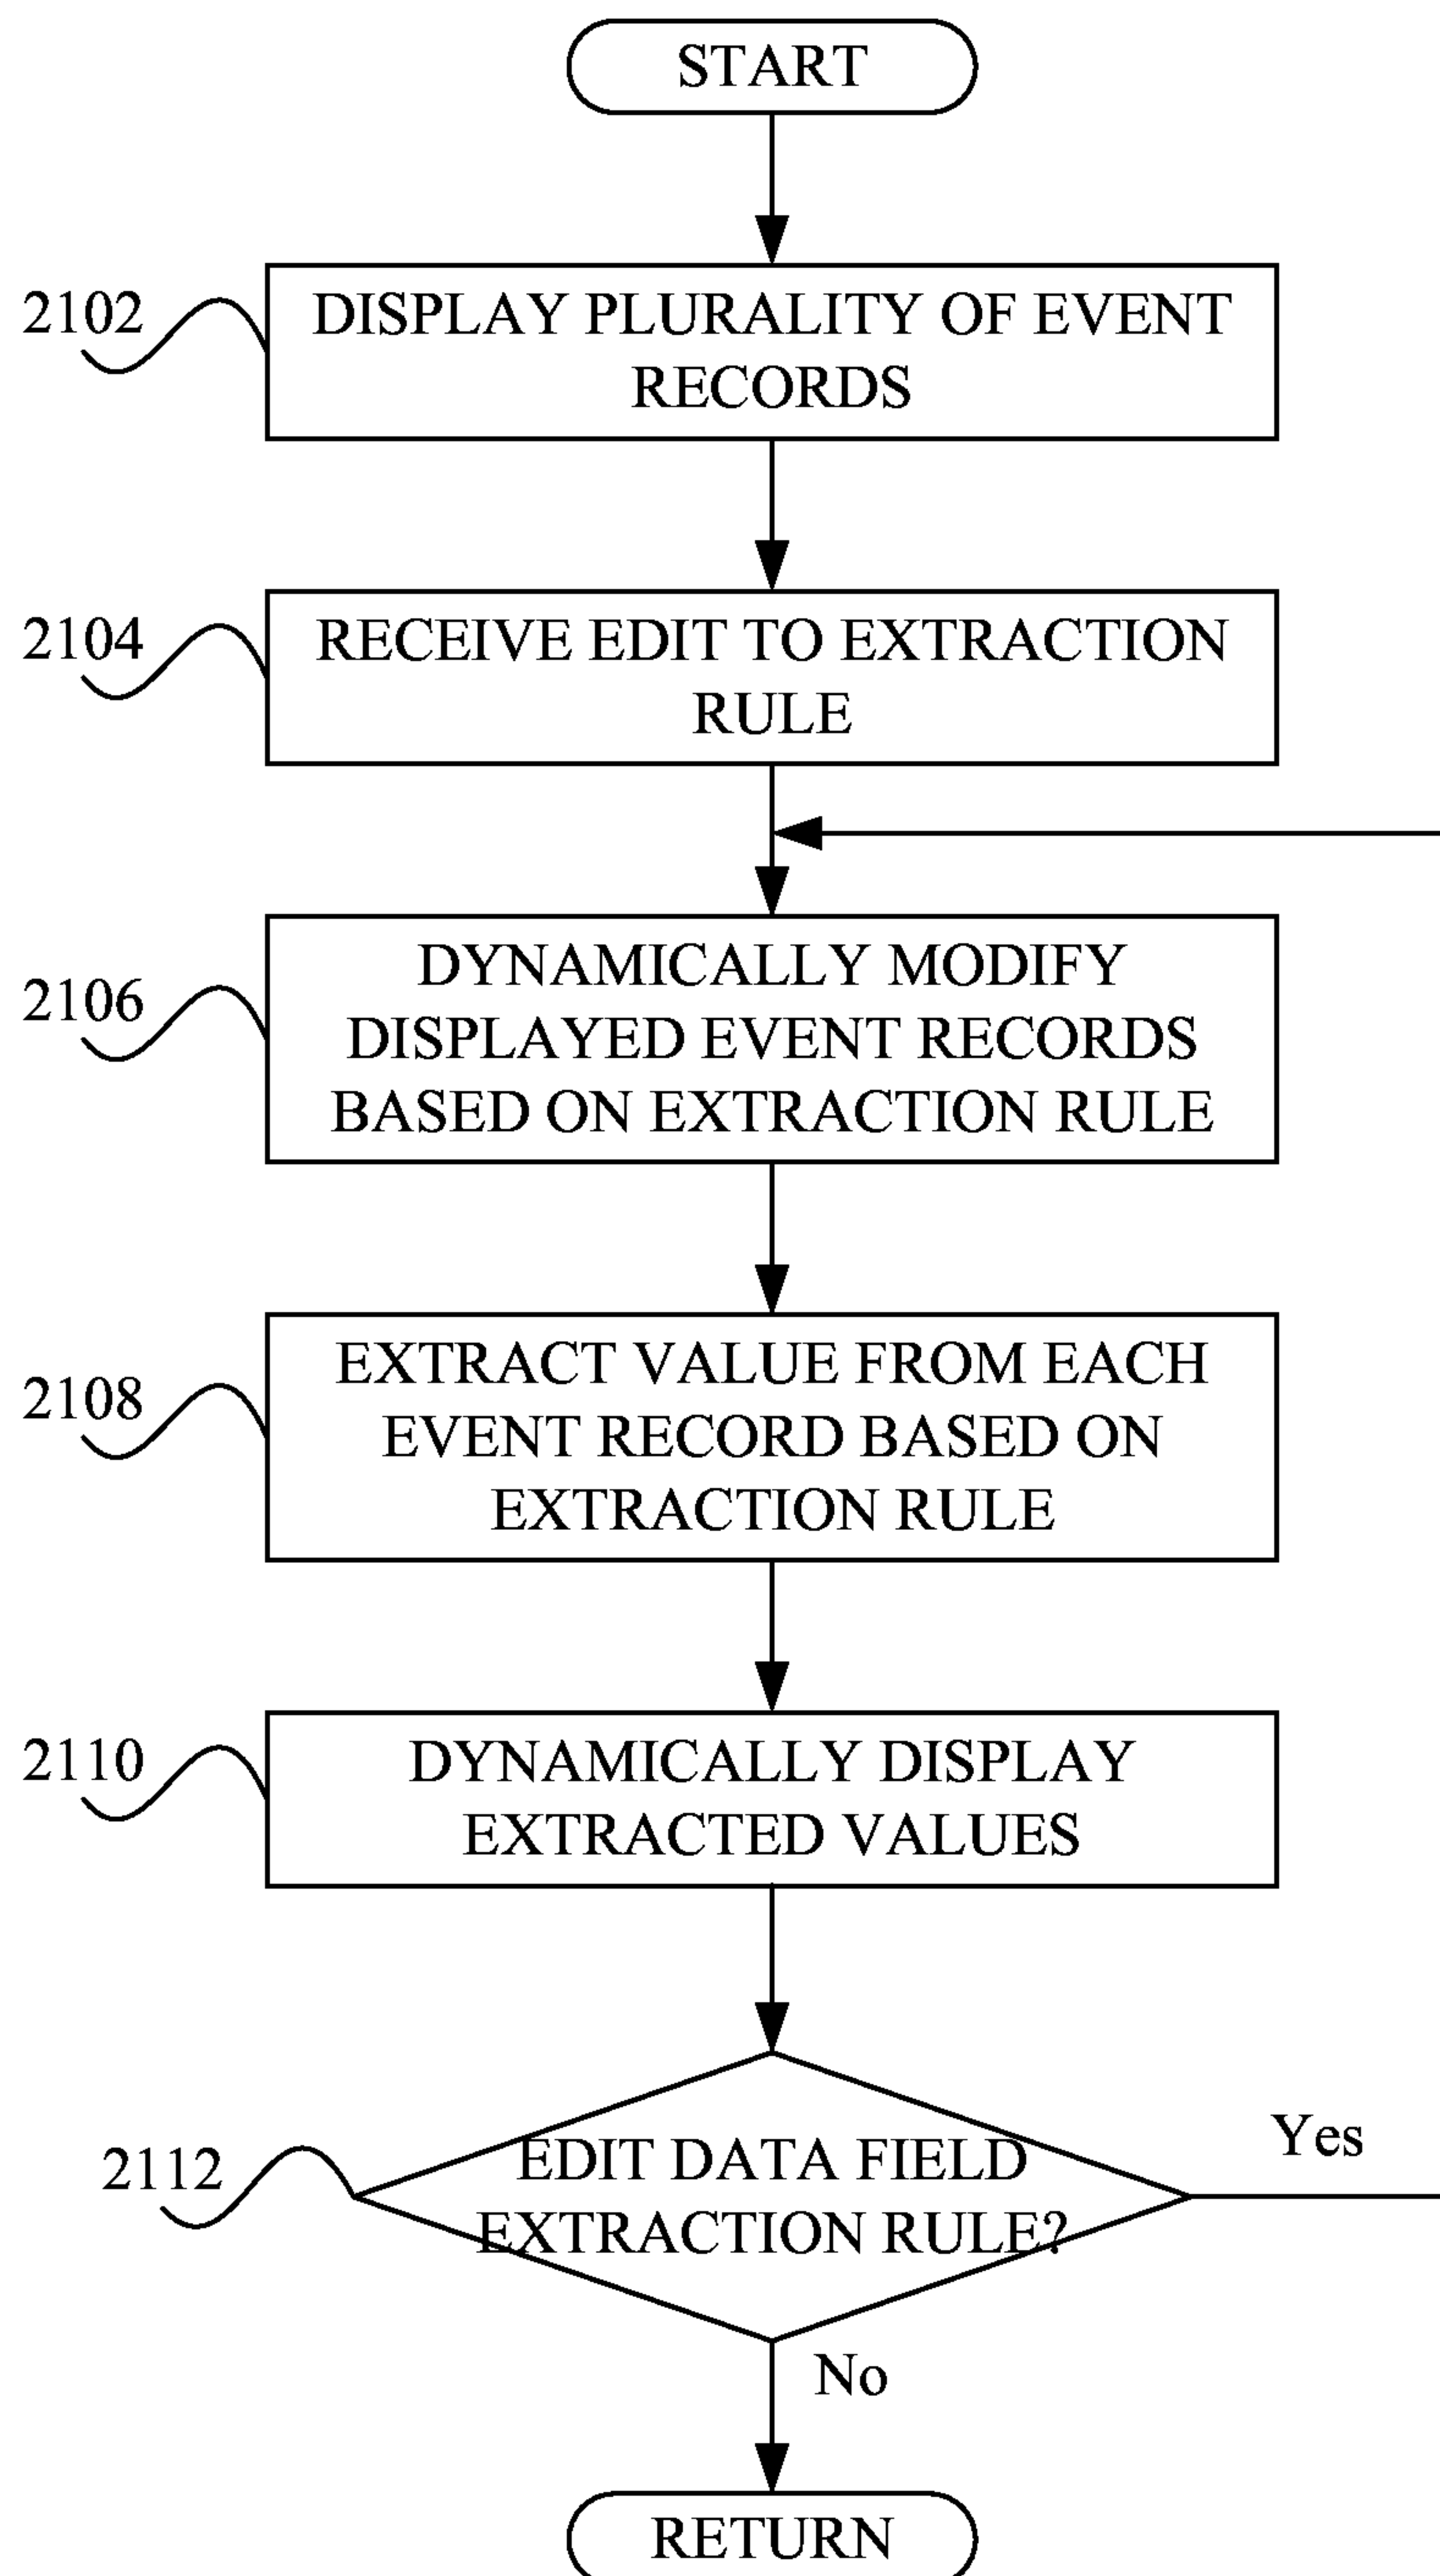 START
2102
DISPLAY PLURALITY OF EVENT
RECORDS
2104
RECEIVE EDIT TO EXTRACTION
RULE
2106
DYNAMICALLY MODIFY
DISPLAYED EVENT RECORDS
BASED ON EXTRACTION RULE
2108
EXTRACT VALUE FROM EACH
EVENT RECORD BASED ON
EXTRACTION RULE
2110
DYNAMICALLY DISPLAY
EXTRACTED VALUES
2112
EDIT DATA FIELD
EXTRACTION RULE?
Yes
No
RETURN